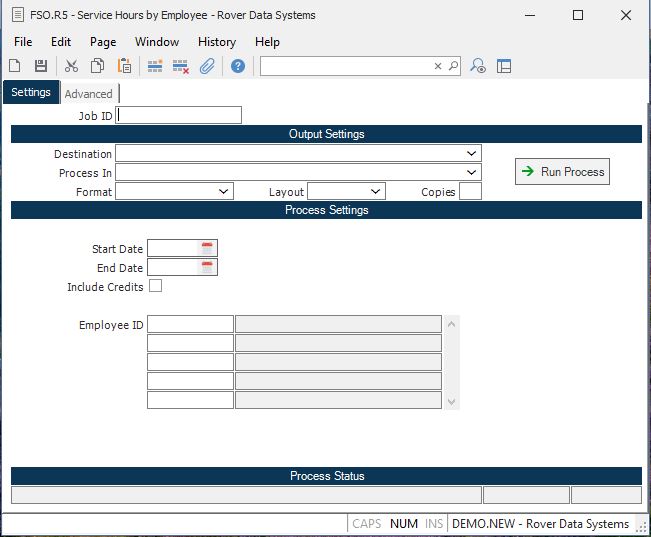 FSO.R5 - Service Hours by Employee - Rover Data Systems
File Edit Page Window History Help
Settings Advanced
Job ID
Output Settings
Destination
Process In
Run Process
Format Layout Copies
Process Settings
Start Date
End Date
Include Credits
Employee ID
Process Status
CAPS NUM INS DEMO.NEW - Rover Data Systems